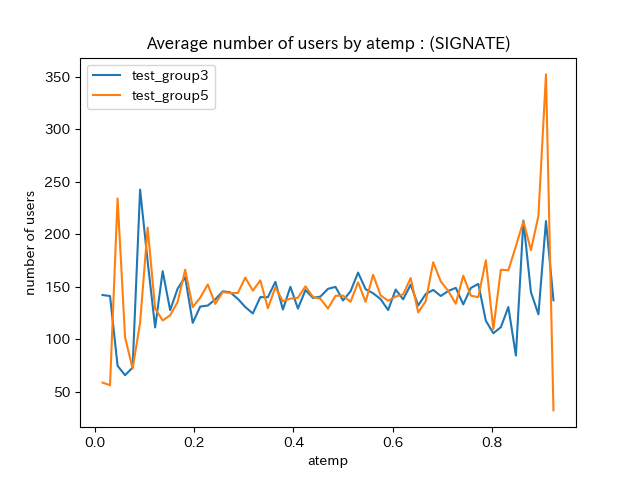 Average number of users by atemp : (SIGNATE)
test_group3
test_group5
number of users
350
300
250
200
150
100
50
0.0 0.2 0.4 0.6 0.8
atemp